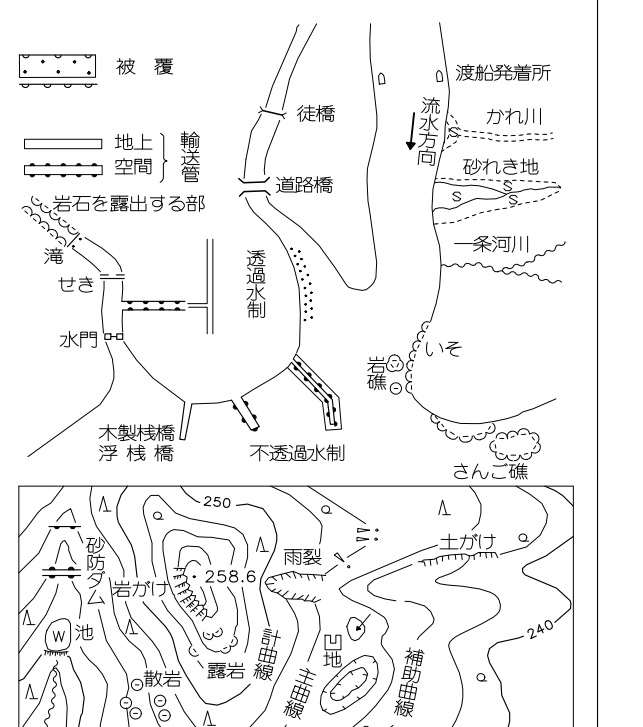 被覆
渡船発着所
流水方向
徒橋
かれ川
地上
空間
輸送管
砂れき地
道路橋
岩石を露出する部
一条河川
滝
透過水制
せき
水門
いそ
岩礁
木製桟橋
浮桟橋
不透過水制
さんご礁
250
土がけ
砂防ダム
雨裂
岩がけ
258.6
池
W
240
計曲線
凹地
主曲線
補助曲線
露岩
散岩